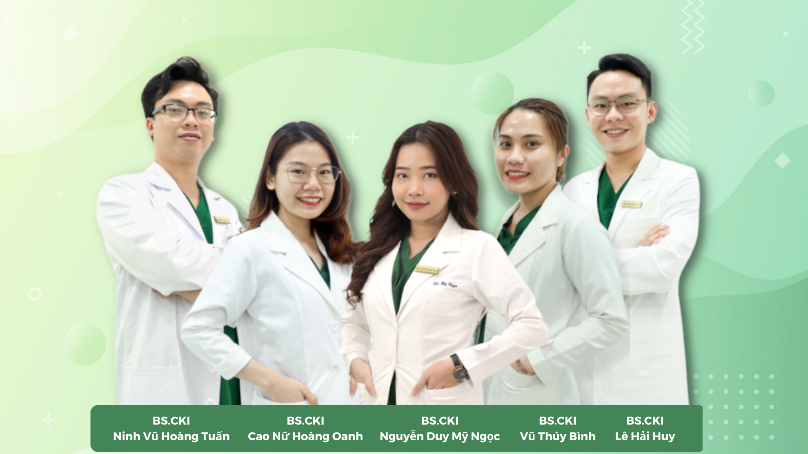 BS.CKI
Ninh Vũ Hoàng Tuấn
BS.CKI
Cao Nữ Hoàng Oanh
BS.CKI
Nguyễn Duy Mỹ Ngọc
BS.CKI
Vũ Thúy Bình
BS.CKI
Lê Hải Huy